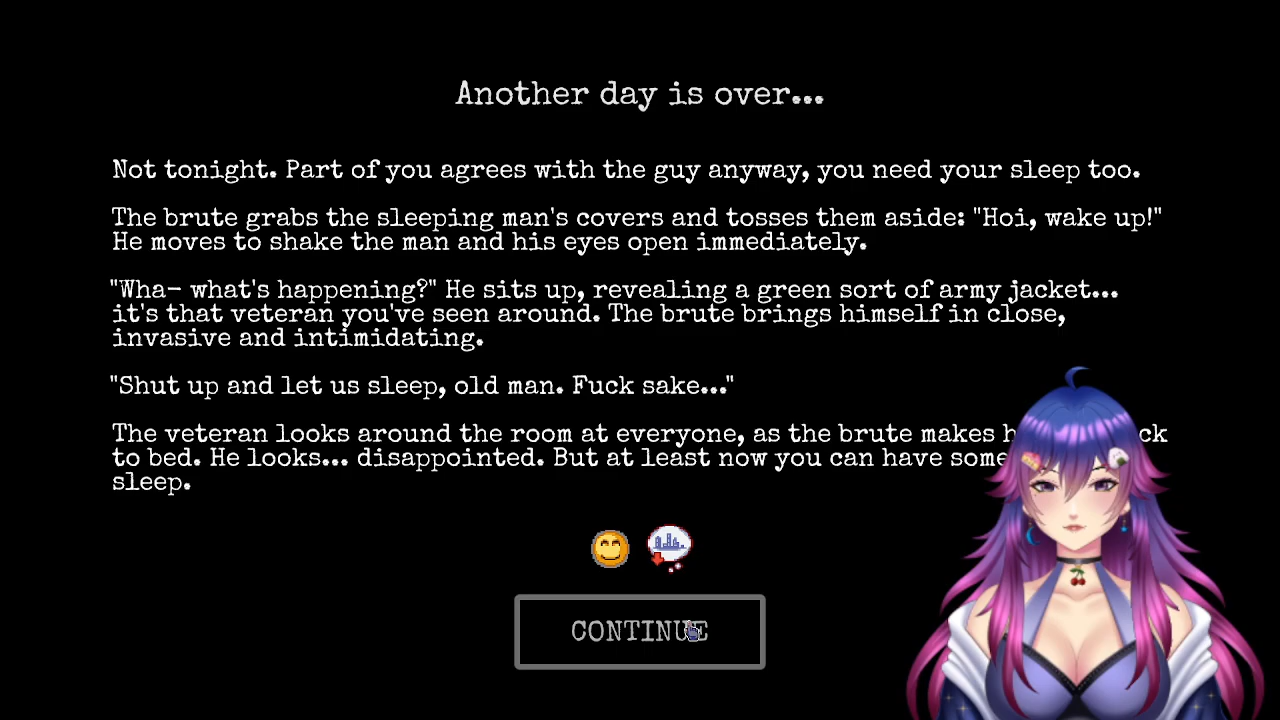 Another day is over...
Not tonight. Part of you agrees with the guy anyway, you need your sleep too.
The brute grabs the sleeping man's covers and tosses them aside: "Hoi, wake up!"
He moves to shake the man and his eyes open immediately.
"Wha- what's happening?" He sits up, revealing a green sort of army jacket...
it's that veteran you've seen around. The brute brings himself in close,
invasive and intimidating.
"Shut up and let us sleep, old man. Fuck sake..."
The veteran looks around the room at everyone, as the brute makes
to bed. He looks... disappointed. But at least now you can have some
sleep.
CONTINUE